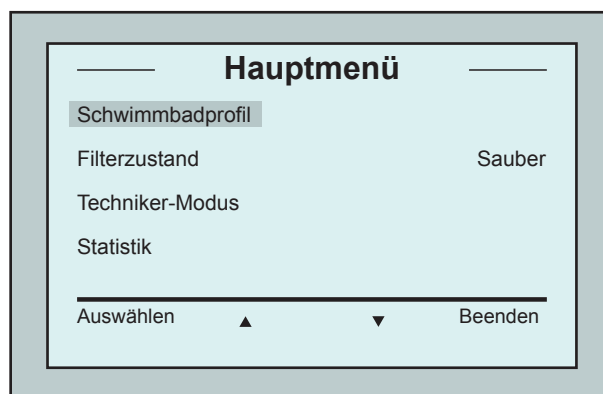 Hauptmenü
Schwimmbadprofil
Filterzustand Sauber
Techniker-Modus
Statistik
Auswählen ▲ ▼ Beenden